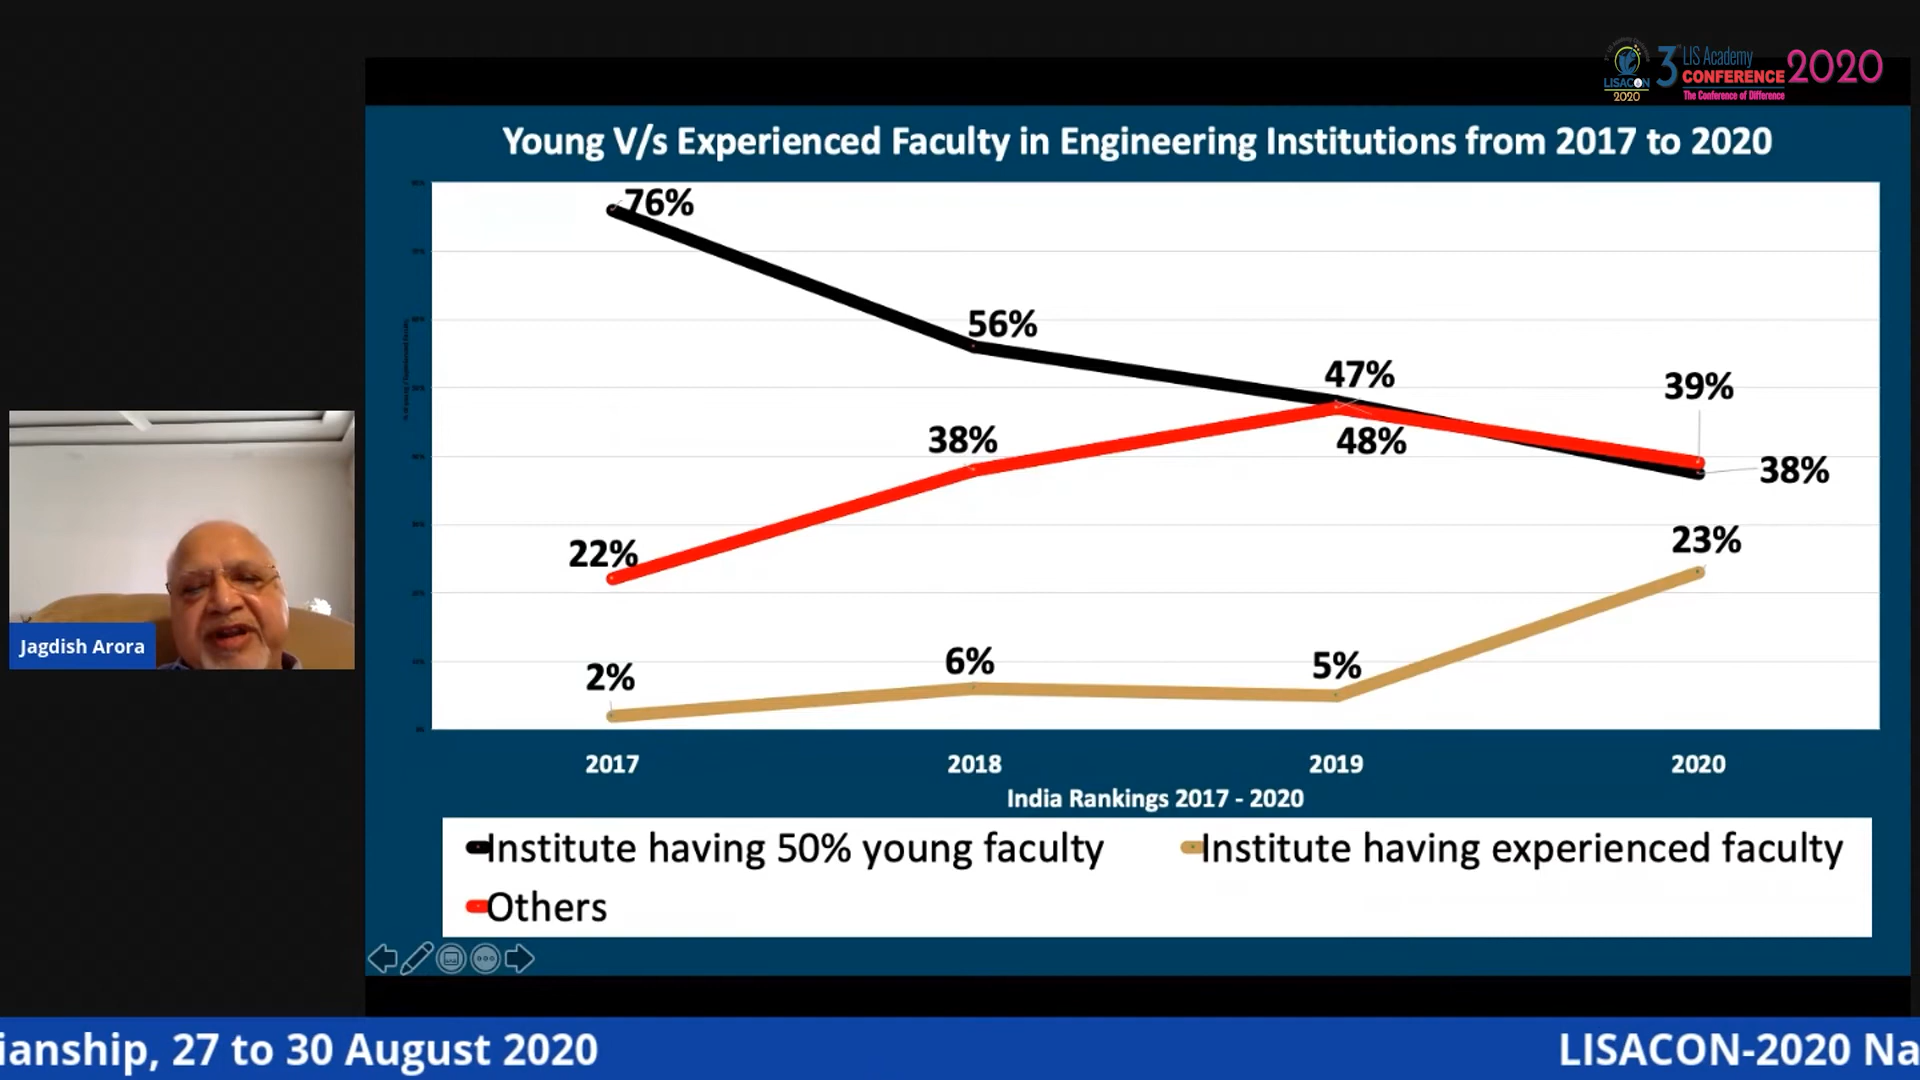 LISACON
2020
3rd LIS Academy
CONFERENCE
The Conference of Difference
2020
Young V/s Experienced Faculty in Engineering Institutions from 2017 to 2020
76%
56%
47%
39%
38%
48%
38%
22%
23%
2%
6%
5%
2017 2018 2019 2020
India Rankings 2017 - 2020
Institute having 50% young faculty
Institute having experienced faculty
Others
Jagdish Arora
ianship, 27 to 30 August 2020
LISACON-2020 Na